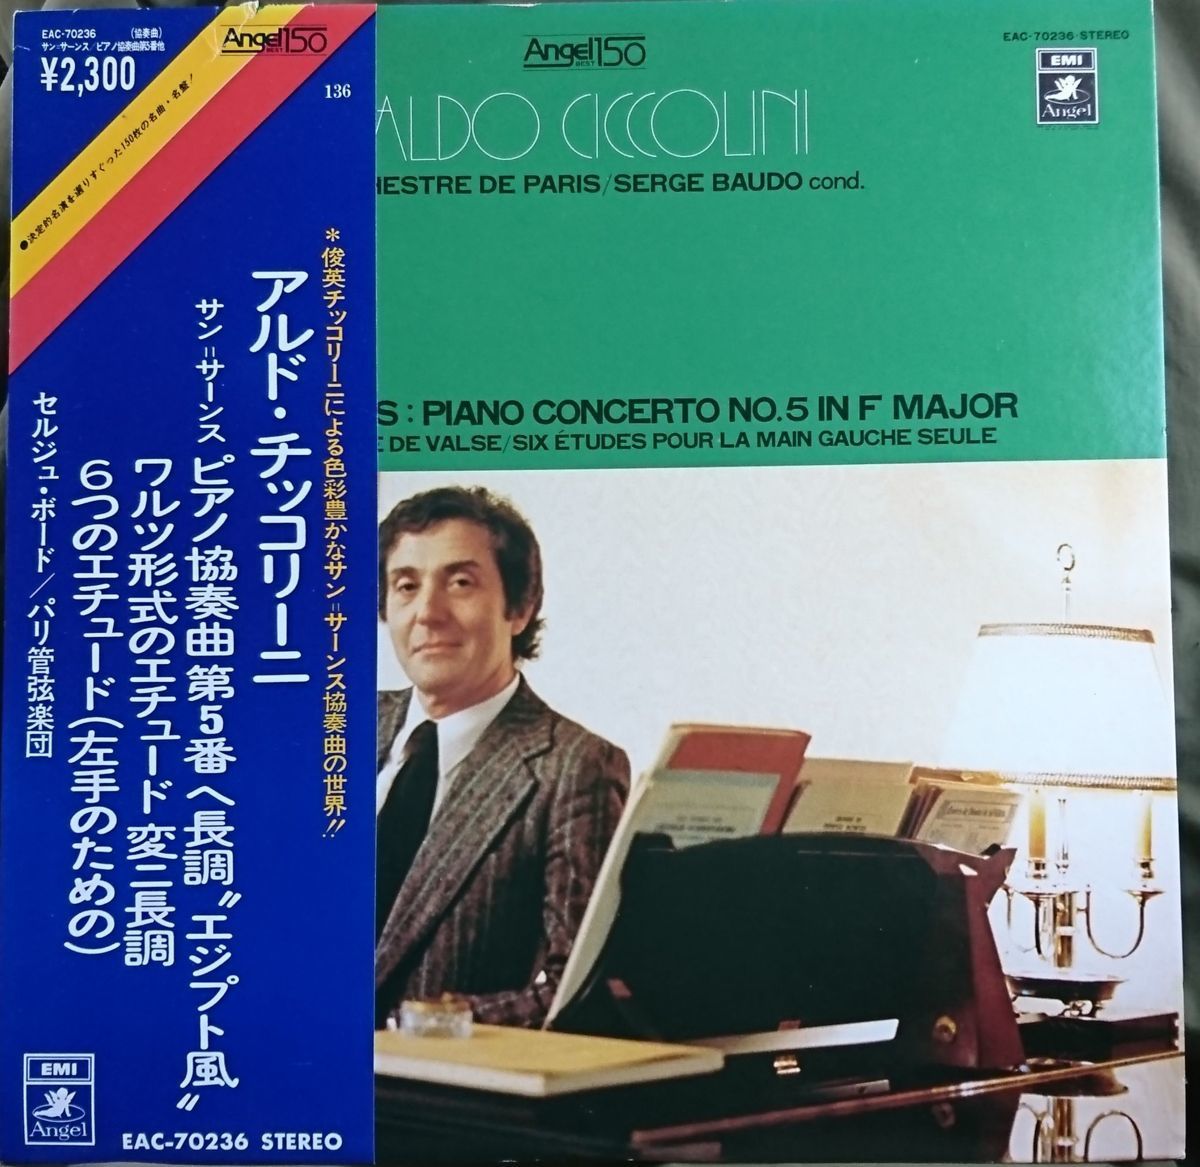 EAC-70236 (協奏曲)
サン=サーンス/ピアノ協奏曲第5番他
¥2,300
Angel BEST 150
136
●決定的名演を選りすぐった150枚の名曲・名盤!
*俊英チッコリーニによる色彩豊かなサン=サーンス協奏曲の世界!!
アルド・チッコリーニ
サン=サーンス ピアノ協奏曲 第5番 ヘ長調 "エジプト風"
ワルツ形式のエチュード 変ニ長調
6つのエチュード(左手のための)
セルジュ・ボード/パリ管弦楽団
EMI
Angel
EAC-70236 STEREO
Angel BEST 150
EAC-70236・STEREO
EMI
Angel
ALDO CICCOLINI
HESTRE DE PARIS/SERGE BAUDO cond.
S: PIANO CONCERTO NO.5 IN F MAJOR
E DE VALSE/SIX ÉTUDES POUR LA MAIN GAUCHE SEULE